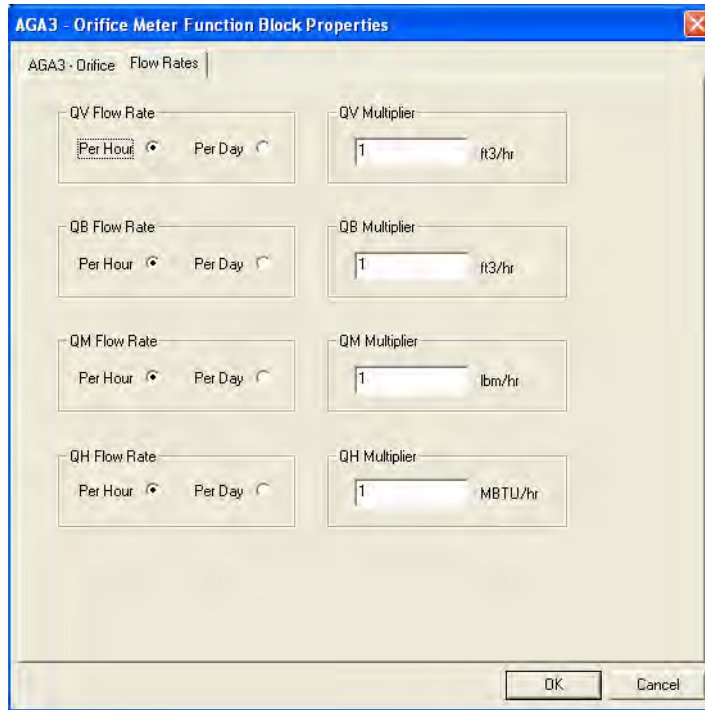 AGA3 - Orifice Meter Function Block Properties
AGA3 - Orifice Flow Rates
QV Flow Rate QV Multiplier
Per Hour Per Day 1 ft3/hr
QB Flow Rate QB Multiplier
Per Hour Per Day 1 ft3/hr
QM Flow Rate QM Multiplier
Per Hour Per Day 1 lbm/hr
QH Flow Rate QH Multiplier
Per Hour Per Day 1 MBTU/hr
OK Cancel